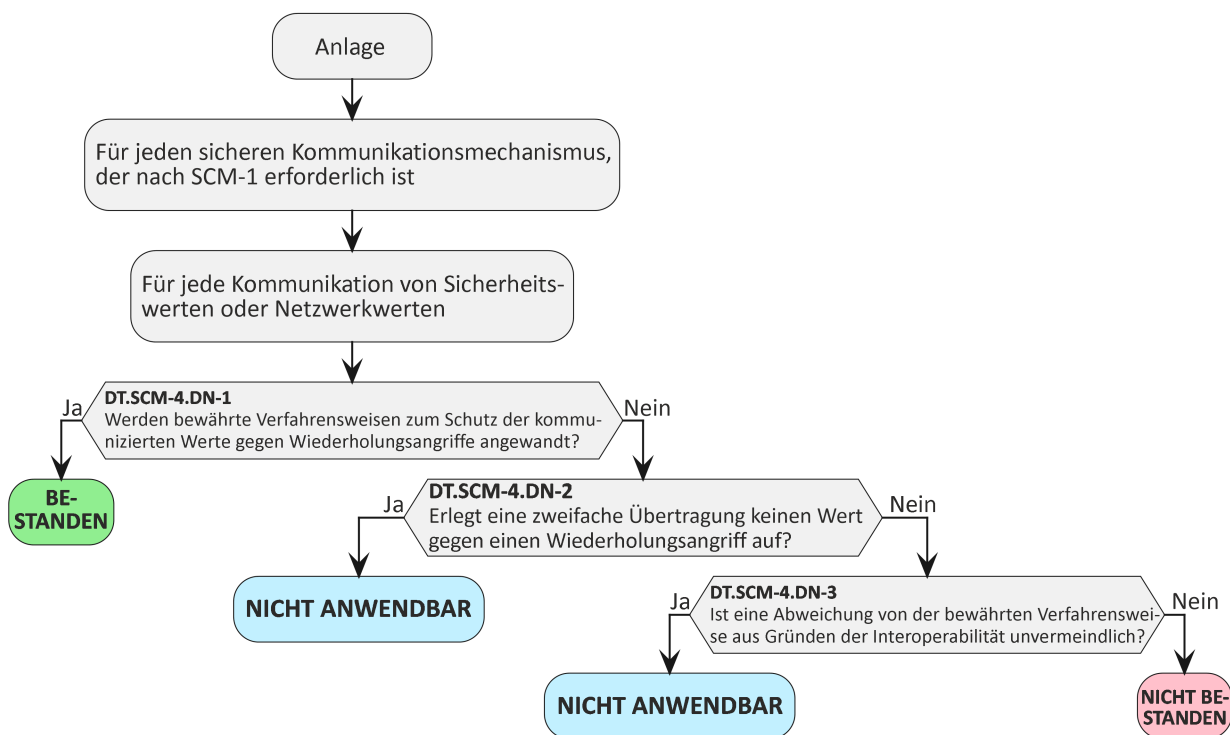 Anlage
Für jeden sicheren Kommunikationsmechanismus,
der nach SCM-1 erforderlich ist
Für jede Kommunikation von Sicherheits-
werten oder Netzwerkwerten
Ja
DT.SCM-4.DN-1
Werden bewährte Verfahrensweisen zum Schutz der kommu-
nizierten Werte gegen Wiederholungsangriffe angewandt?
Nein
BE-
STANDEN
Ja
DT.SCM-4.DN-2
Erlegt eine zweifache Übertragung keinen Wert
gegen einen Wiederholungsangriff auf?
Nein
NICHT ANWENDBAR
Ja
DT.SCM-4.DN-3
Ist eine Abweichung von der bewährten Verfahrenswei-
se aus Gründen der Interoperabilität unvermeindlich?
Nein
NICHT ANWENDBAR
NICHT BE-
STANDEN